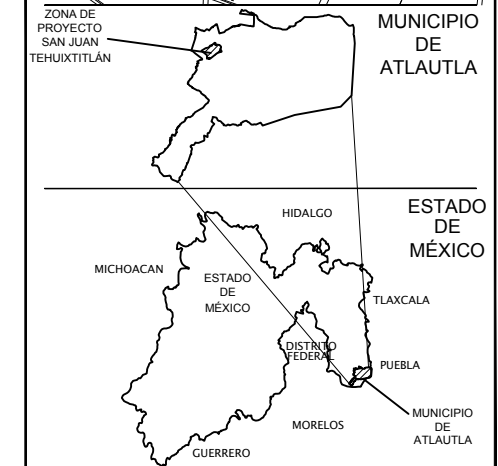 ZONA DE
PROYECTO
SAN JUAN
TEHUIXTITLÁN
MUNICIPIO
DE
ATLAUTLA
ESTADO
DE
MÉXICO
HIDALGO
MICHOACAN
ESTADO
DE
MÉXICO
TLAXCALA
DISTRITO
FEDERAL
PUEBLA
MORELOS
MUNICIPIO
DE
ATLAUTLA
GUERRERO